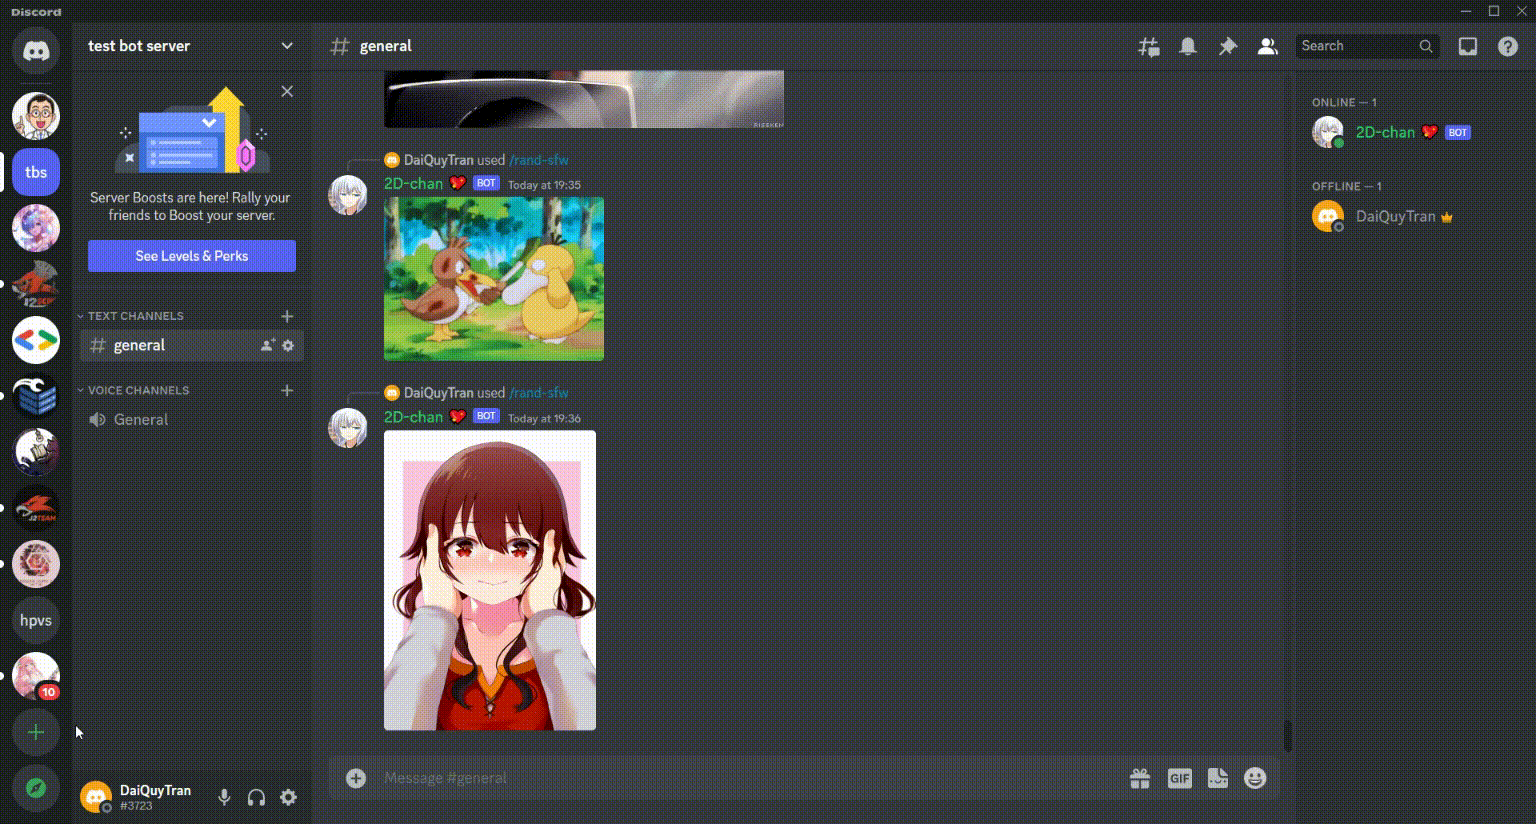 Discord
test bot server
Server Boosts are here! Rally your
friends to Boost your server.
See Levels & Perks
TEXT CHANNELS
general
VOICE CHANNELS
General
tbs
J2TEAM
hpvs
10
DaiQuyTran
#3723
general
Search
DaiQuyTran used /rand-sfw
2D-chan BOT Today at 19:35
DaiQuyTran used /rand-sfw
2D-chan BOT Today at 19:36
Message #general
GIF
ONLINE — 1
2D-chan BOT
OFFLINE — 1
DaiQuyTran